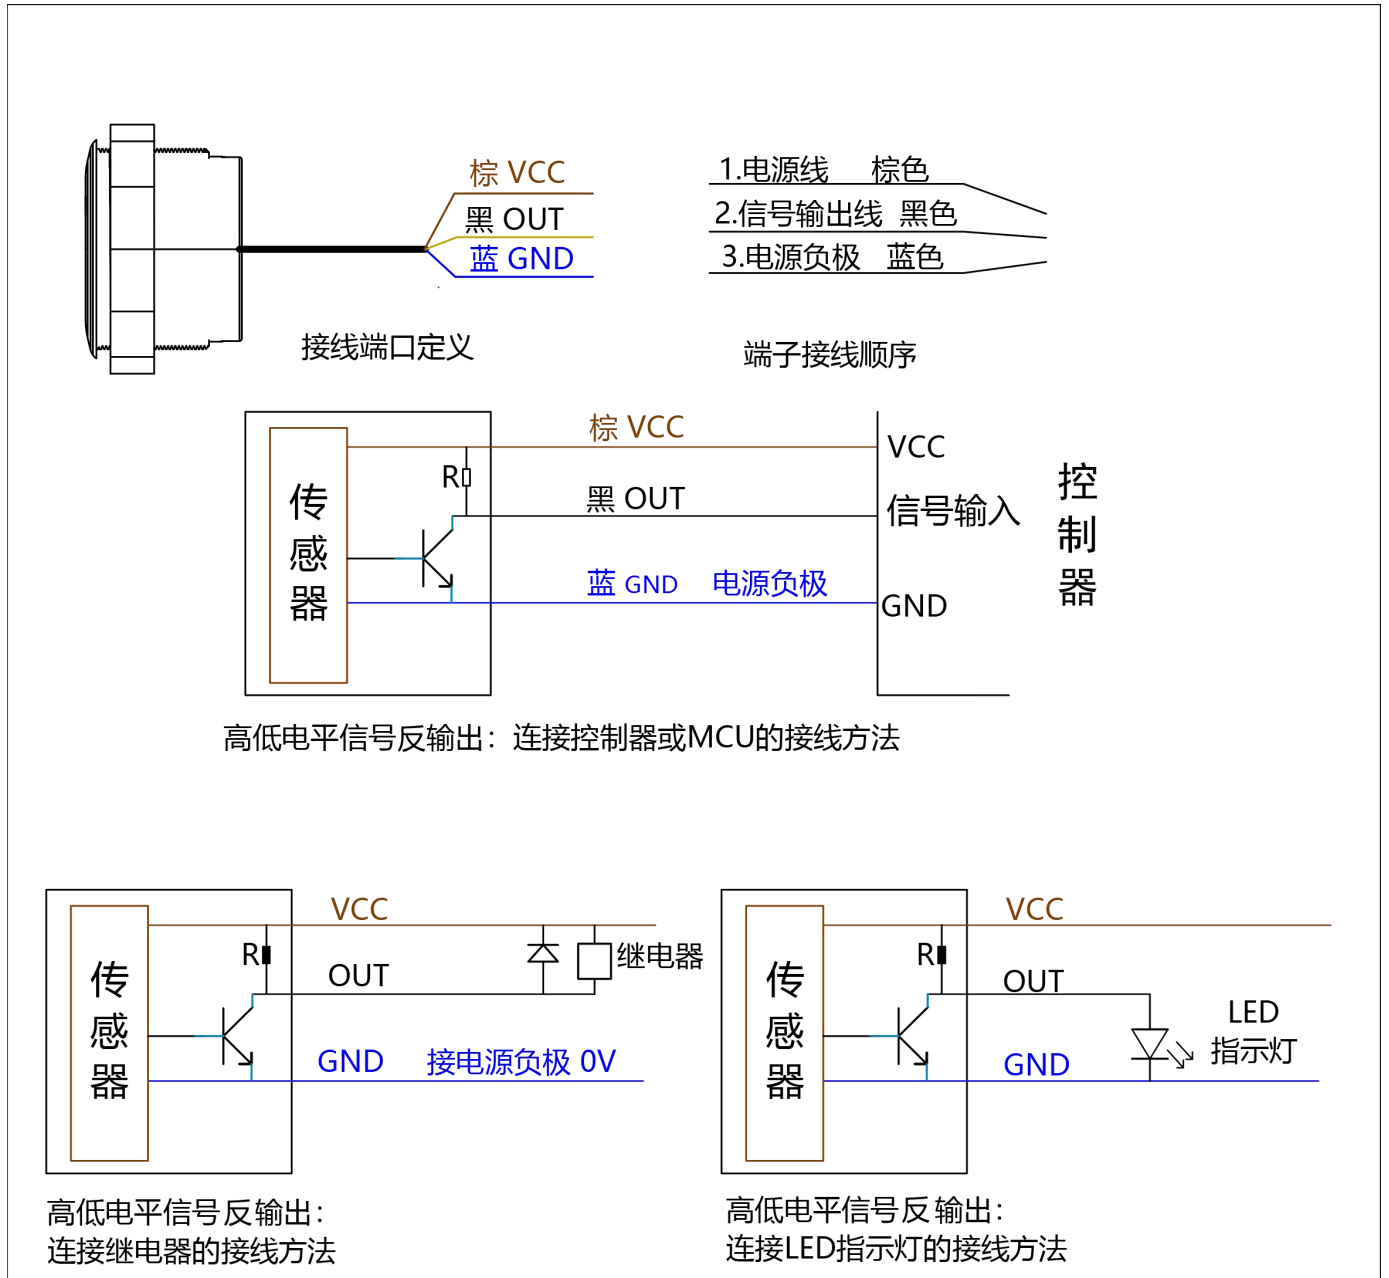 棕 VCC
黑 OUT
蓝 GND
接线端口定义
1.电源线 棕色
2.信号输出线 黑色
3.电源负极 蓝色
端子接线顺序
传感器
R
棕 VCC
黑 OUT
蓝 GND 电源负极
VCC
信号输入
GND
控制器
高低电平信号反输出：连接控制器或MCU的接线方法
传感器
R
VCC
OUT
继电器
GND 接电源负极 0V
高低电平信号反输出：
连接继电器的接线方法
传感器
R
VCC
OUT
LED
指示灯
GND
高低电平信号反输出：
连接LED指示灯的接线方法